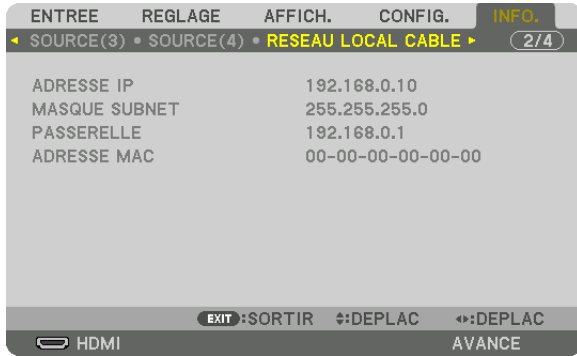 ENTREE REGLAGE AFFICH. CONFIG. INFO.
◂ SOURCE(3) • SOURCE(4) • RESEAU LOCAL CABLE ▸ 2/4
ADRESSE IP 192.168.0.10
MASQUE SUBNET 255.255.255.0
PASSERELLE 192.168.0.1
ADRESSE MAC 00-00-00-00-00-00
EXIT:SORTIR :DEPLAC :DEPLAC
HDMI AVANCE